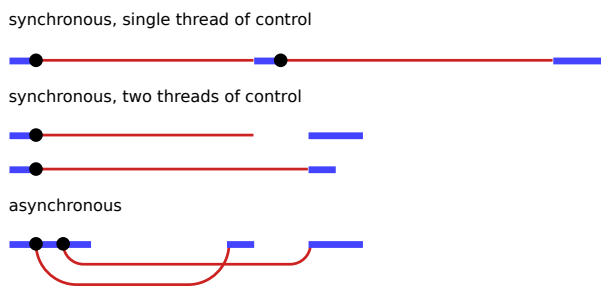 synchronous, single thread of control
synchronous, two threads of control
asynchronous